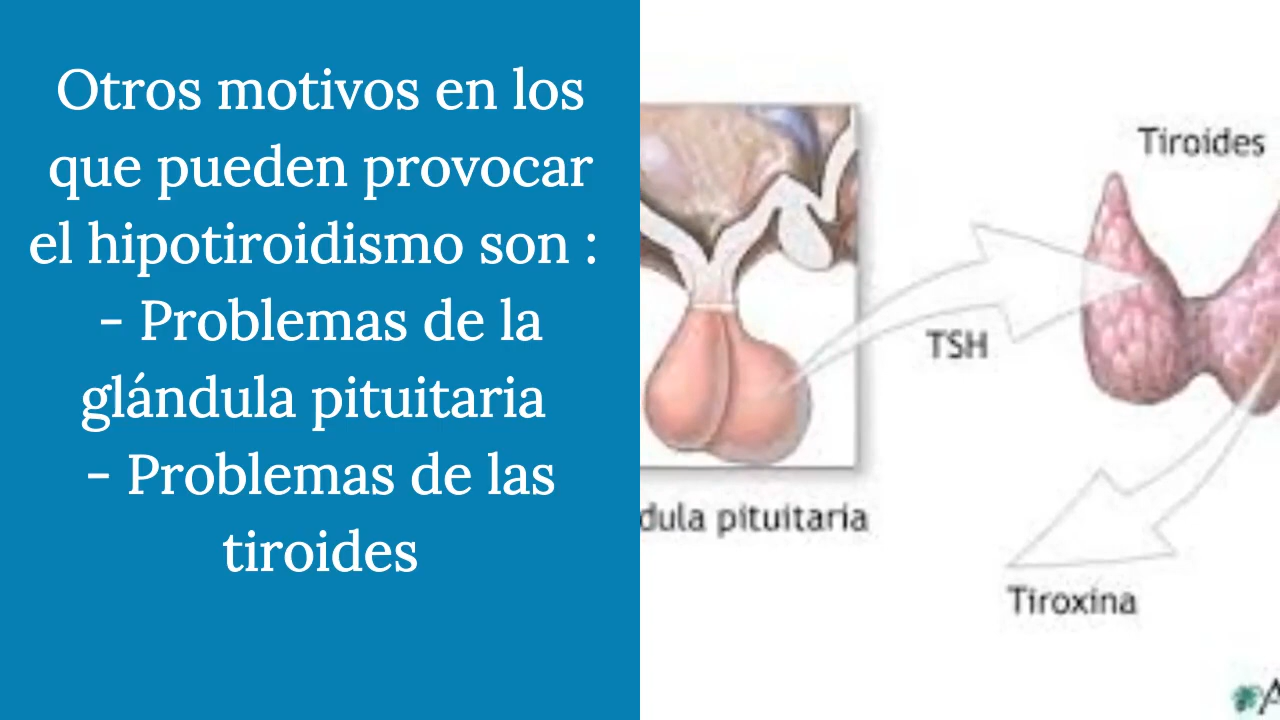 Otros motivos en los
que pueden provocar
el hipotiroidismo son :
- Problemas de la
glándula pituitaria
- Problemas de las
tiroides
Tiroides
TSH
dula pituitaria
Tiroxina
A